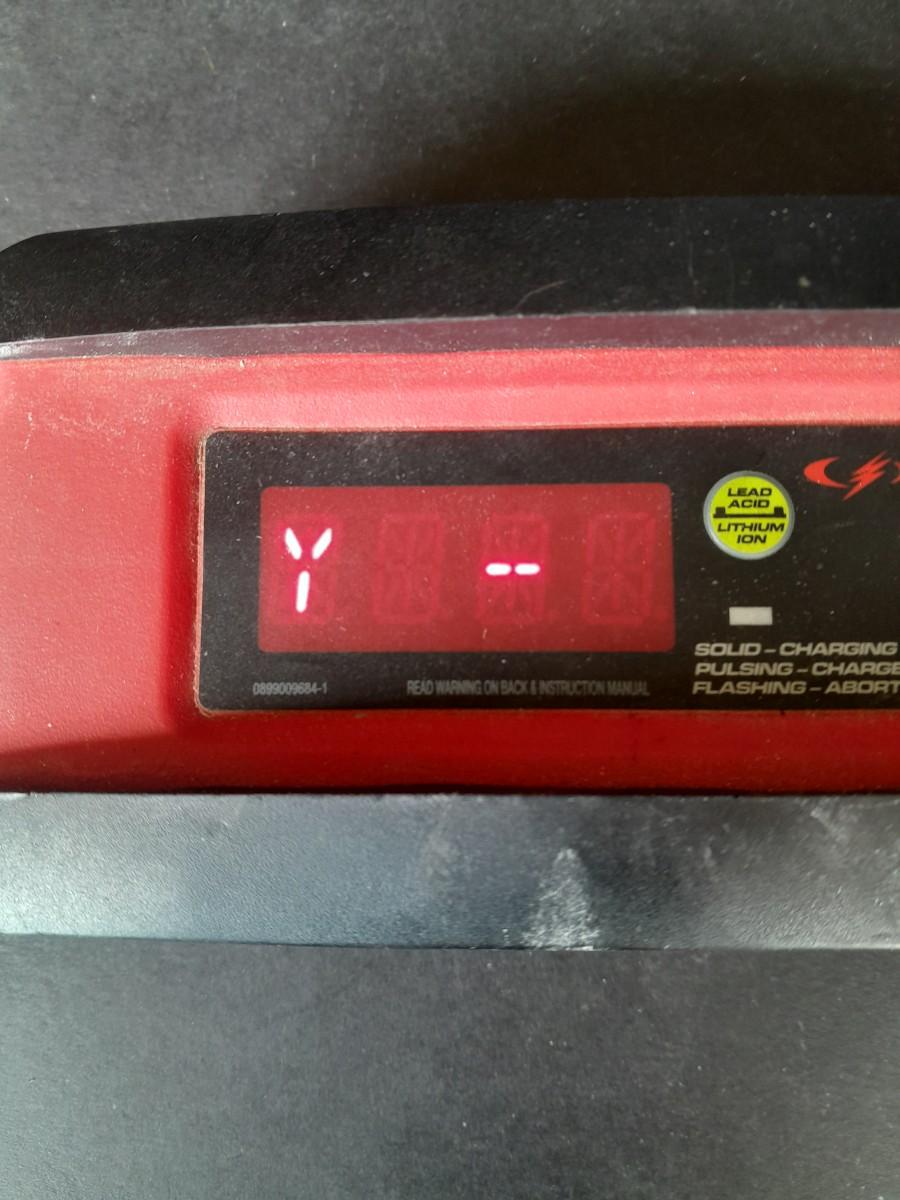 Y -
LEAD
ACID
LITHIUM
ION
SOLID – CHARGING
PULSING – CHARGE
FLASHING – ABORT
0899009684-1
READ WARNING ON BACK & INSTRUCTION MANUAL